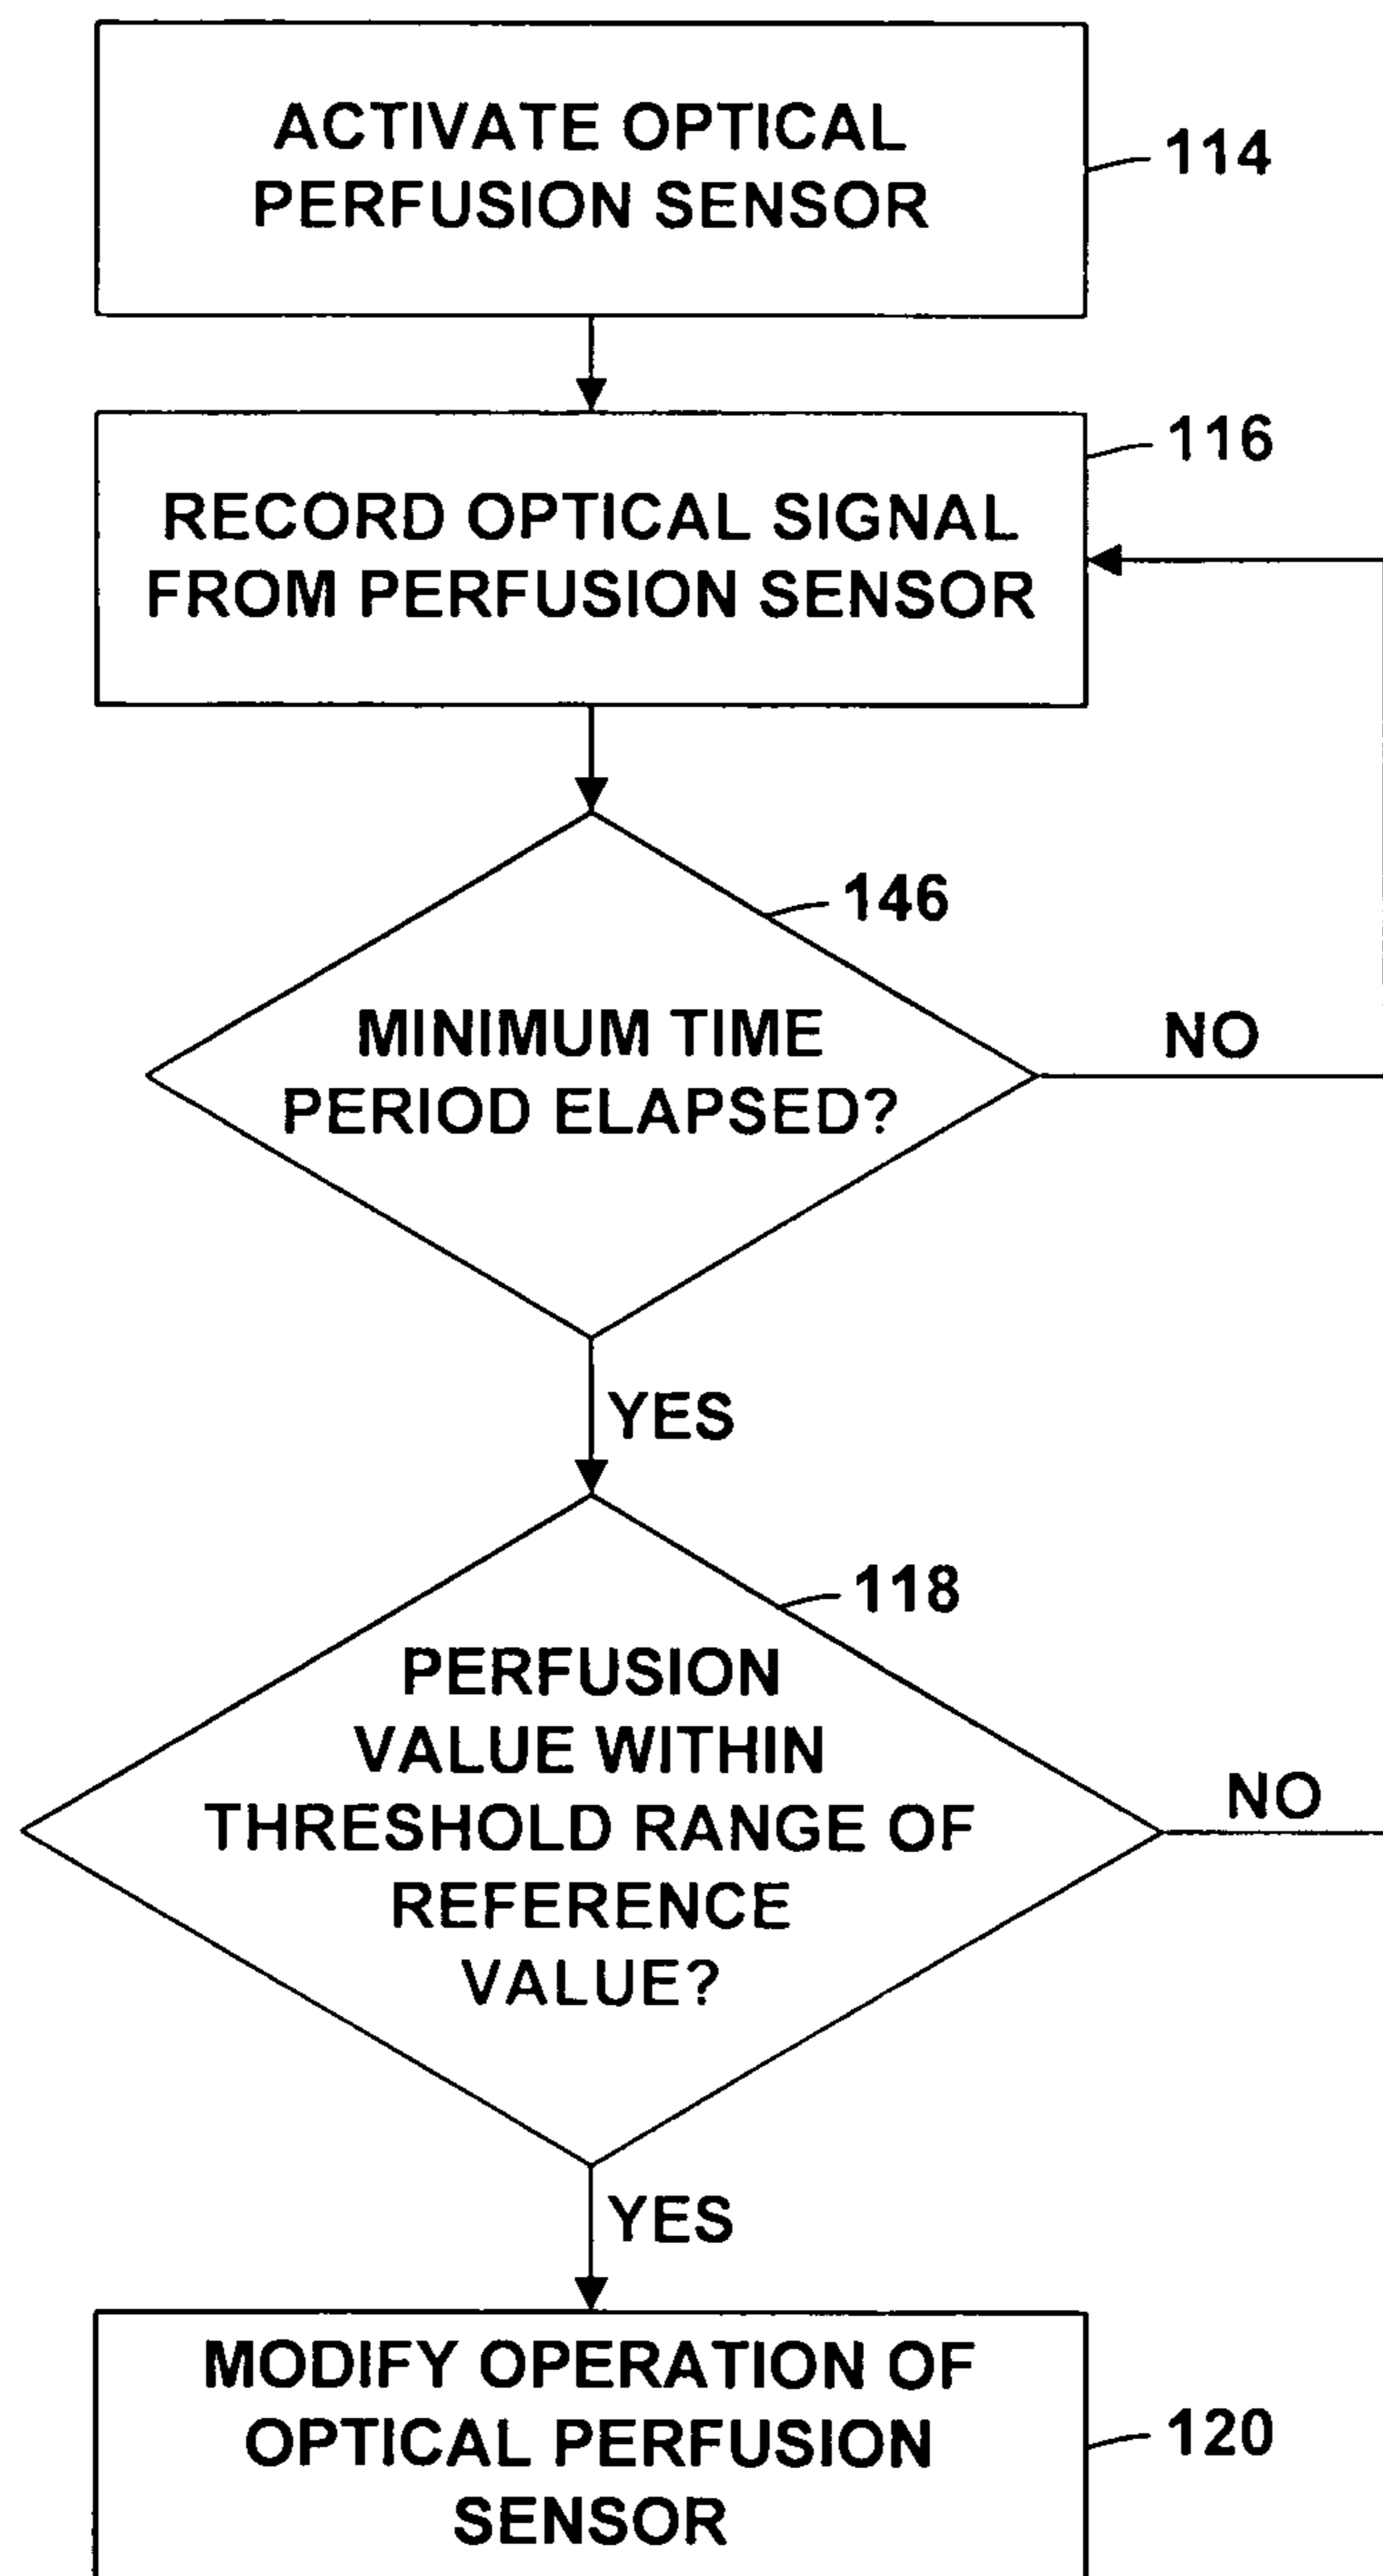 ACTIVATE OPTICAL
PERFUSION SENSOR
114
116
RECORD OPTICAL SIGNAL
FROM PERFUSION SENSOR
146
MINIMUM TIME
PERIOD ELAPSED?
NO
YES
118
PERFUSION
VALUE WITHIN
THRESHOLD RANGE OF
REFERENCE
VALUE?
NO
YES
MODIFY OPERATION OF
OPTICAL PERFUSION
SENSOR
120